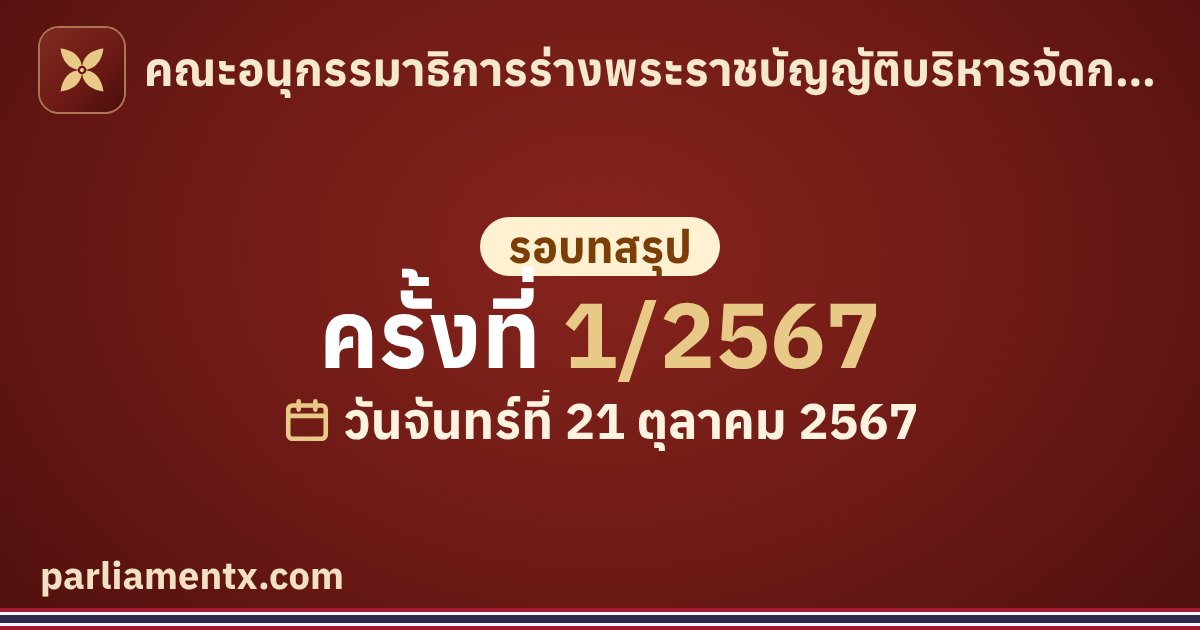 คณะอนุกรรมาธิการร่างพระราชบัญญัติบริหารจัดก...
รอบทสรุป
ครั้งที่ 1/2567
วันจันทร์ที่ 21 ตุลาคม 2567
parliamentx.com